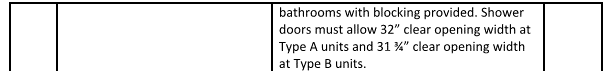 bathrooms with blocking provided. Shower
doors must allow 32” clear opening width at
Type A units and 31 ¾” clear opening width
at Type B units.